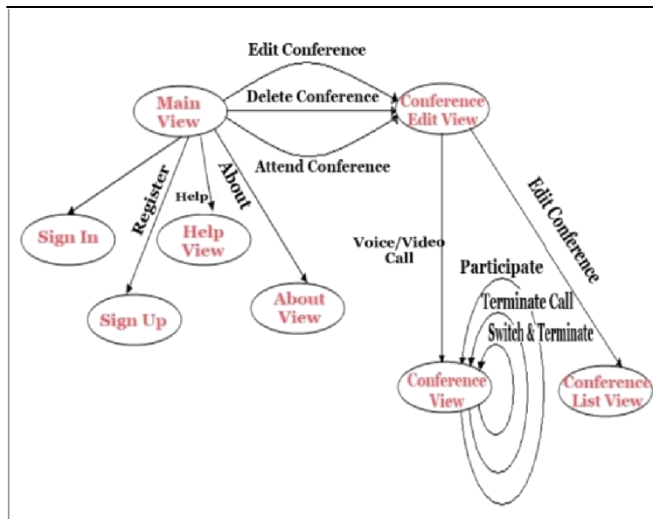 Edit Conference
Main
View
Delete Conference
Conference
Edit View
Attend Conference
Register
Help
About
Edit Conference
Sign In
Help
View
Voice/Video
Call
Participate
About
View
Terminate Call
Sign Up
Switch & Terminate
Conference
View
Conference
List View